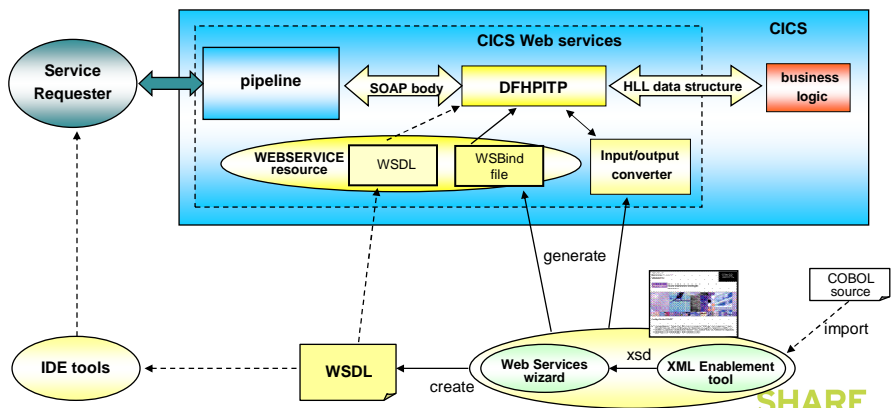 CICS Web services
CICS
Service
Requester
pipeline
SOAP body
DFHPITP
HLL data structure
business
logic
WEBSERVICE
resource
WSDL
WSBind
file
Input/output
converter
generate
COBOL
source
import
IDE tools
WSDL
create
Web Services
wizard
xsd
XML Enablement
tool
SHARE